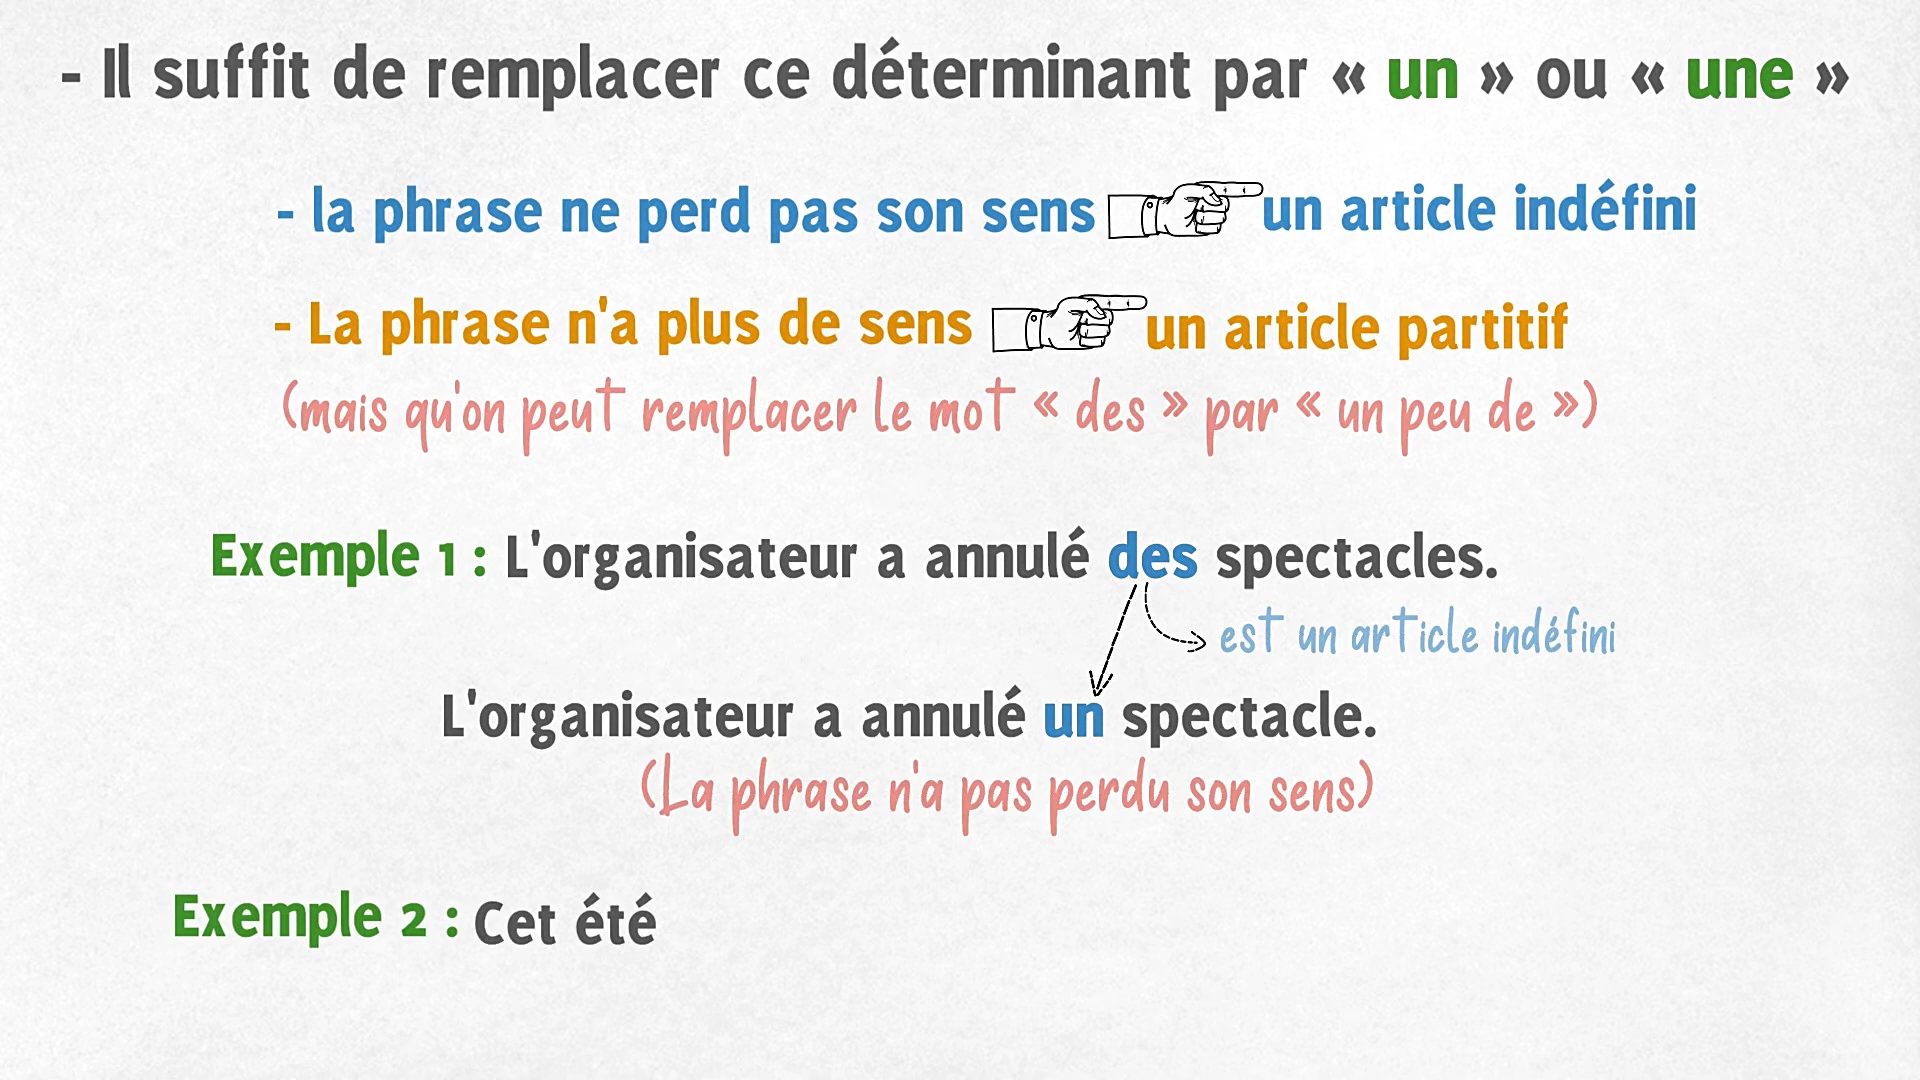 - Il suffit de remplacer ce déterminant par « un » ou « une »
- la phrase ne perd pas son sens un article indéfini
- La phrase n'a plus de sens un article partitif
(mais qu'on peut remplacer le mot « des » par « un peu de »)
Exemple 1 : L'organisateur a annulé des spectacles.
est un article indéfini
L'organisateur a annulé un spectacle.
(La phrase n'a pas perdu son sens)
Exemple 2 : Cet été